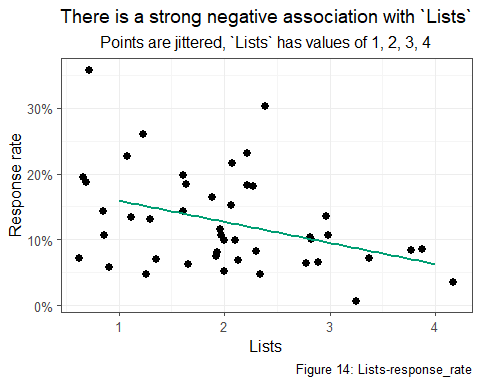 There is a strong negative association with `Lists`
Points are jittered, `Lists` has values of 1, 2, 3, 4
Response rate
30%
20%
10%
0%
1 2 3 4
Lists
Figure 14: Lists-response_rate